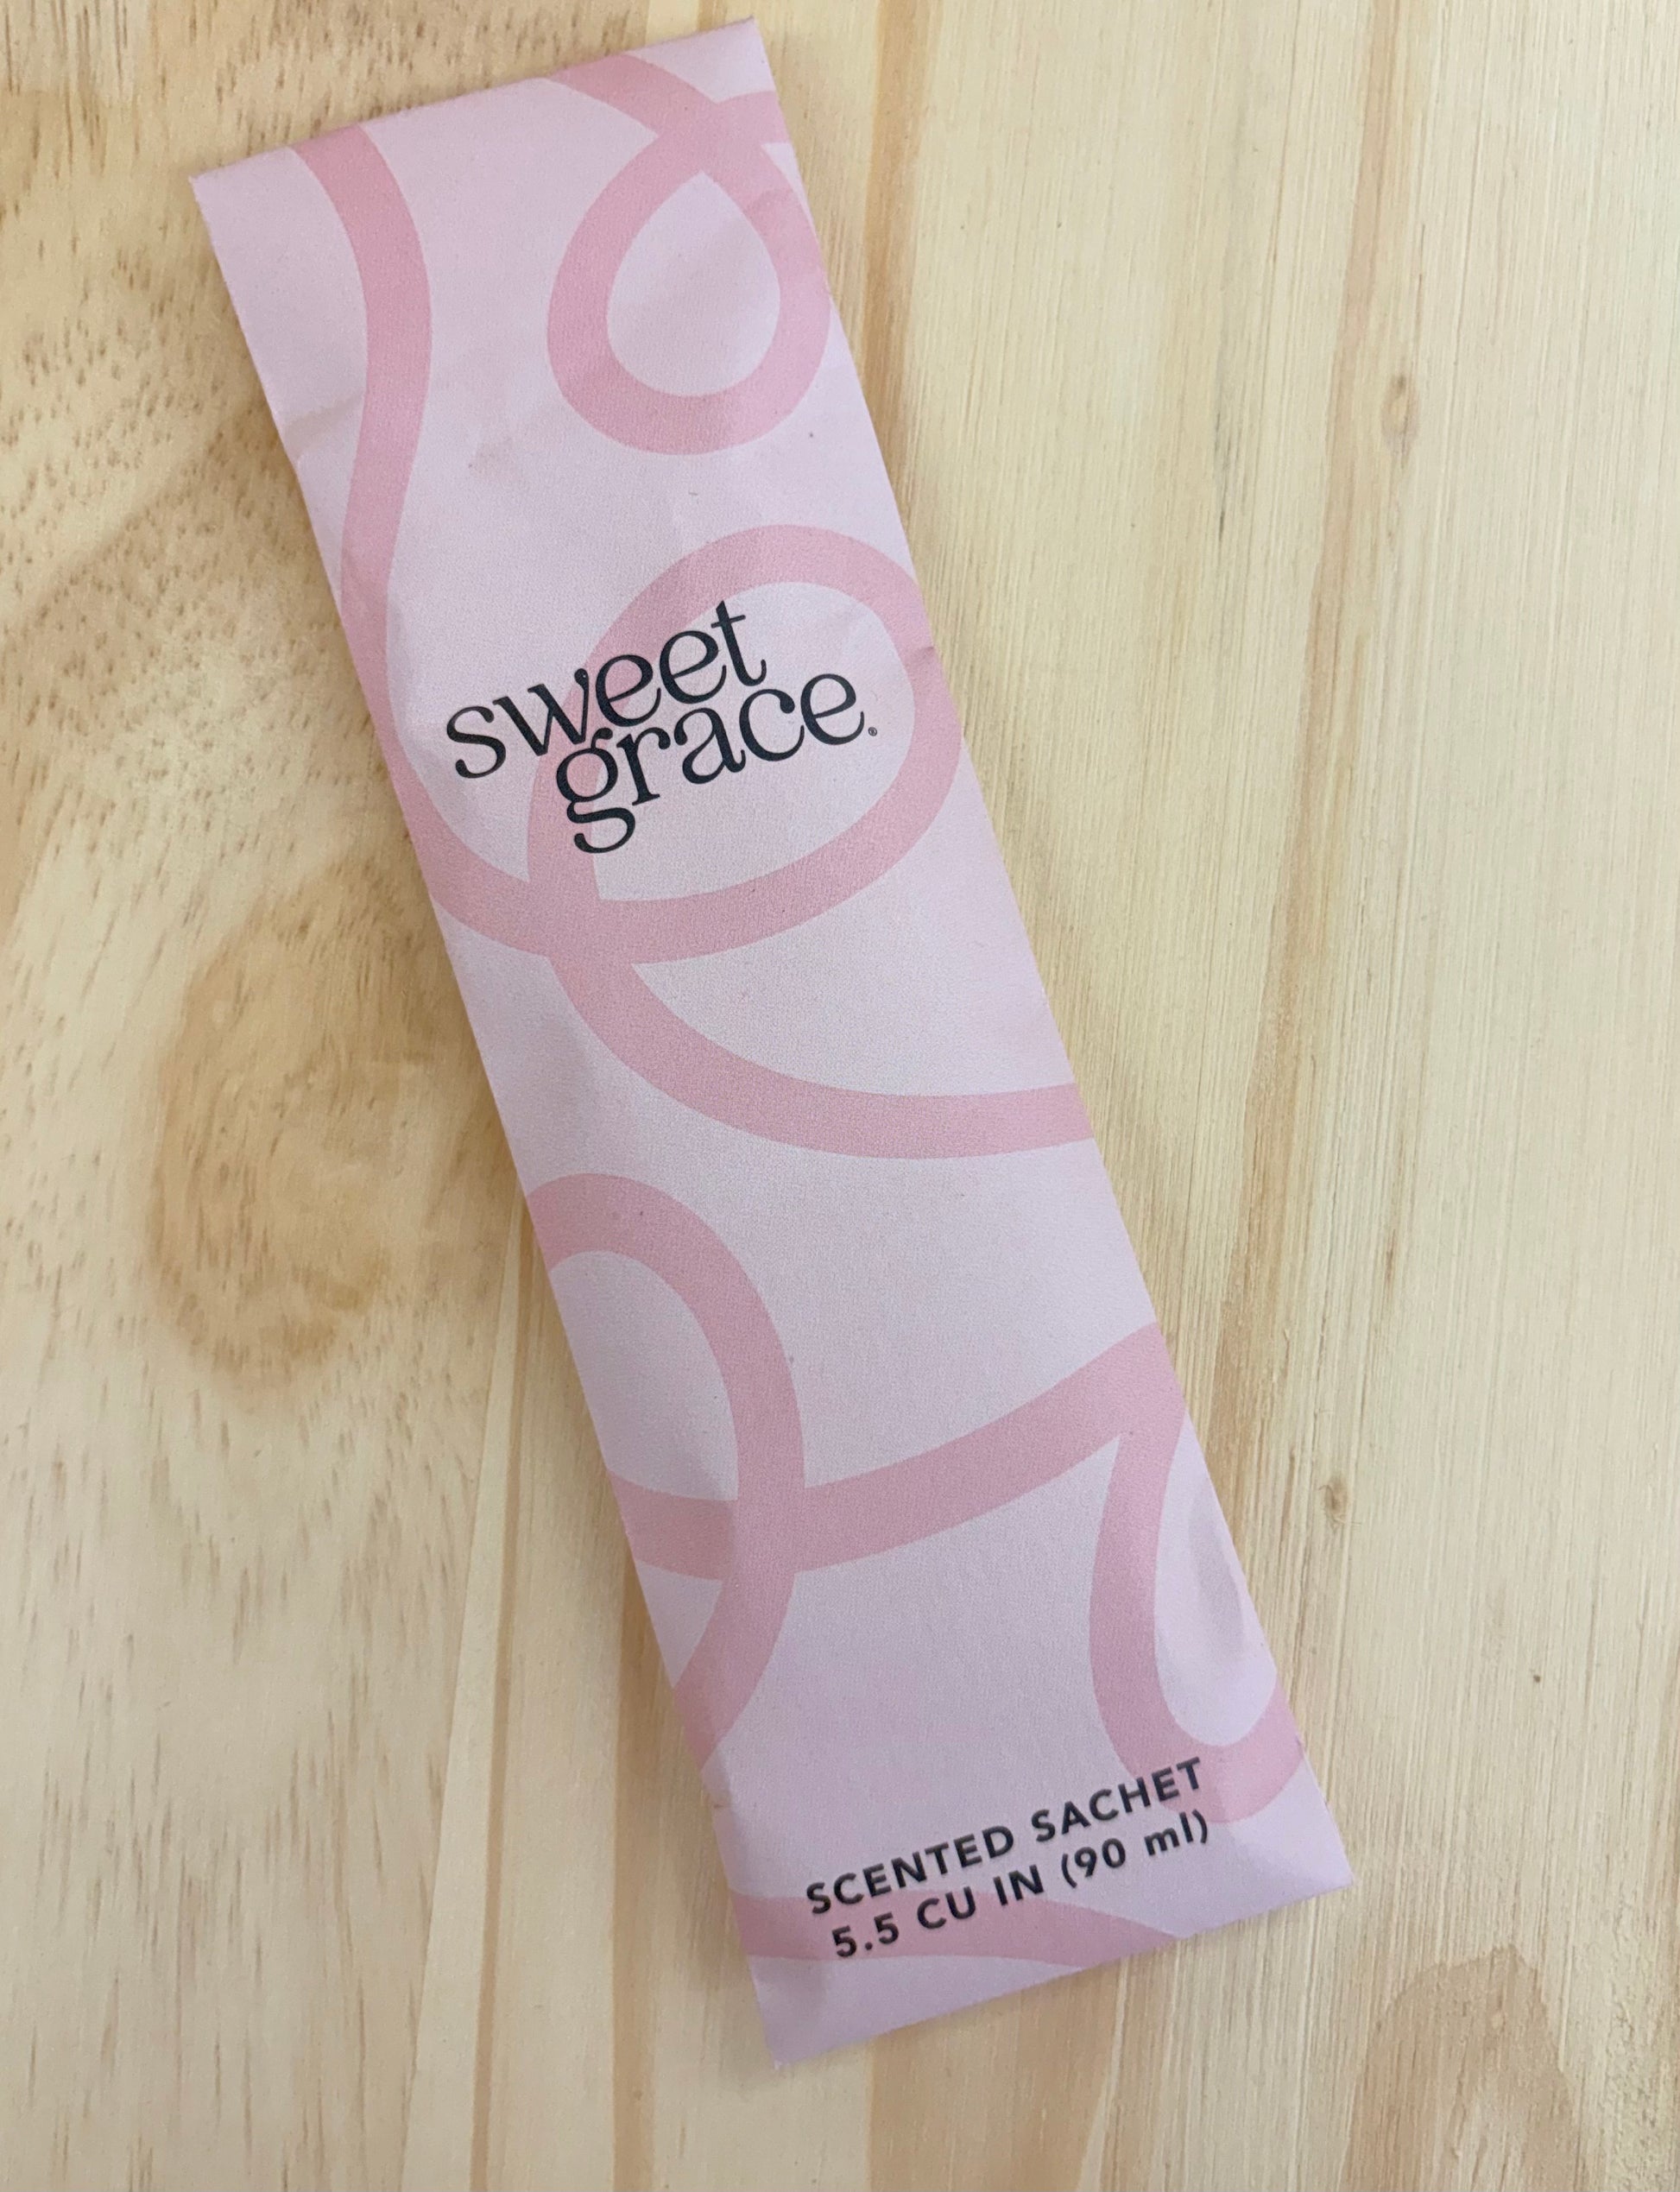 sweet
grace®
SCENTED SACHET
5.5 CU IN (90 ml)